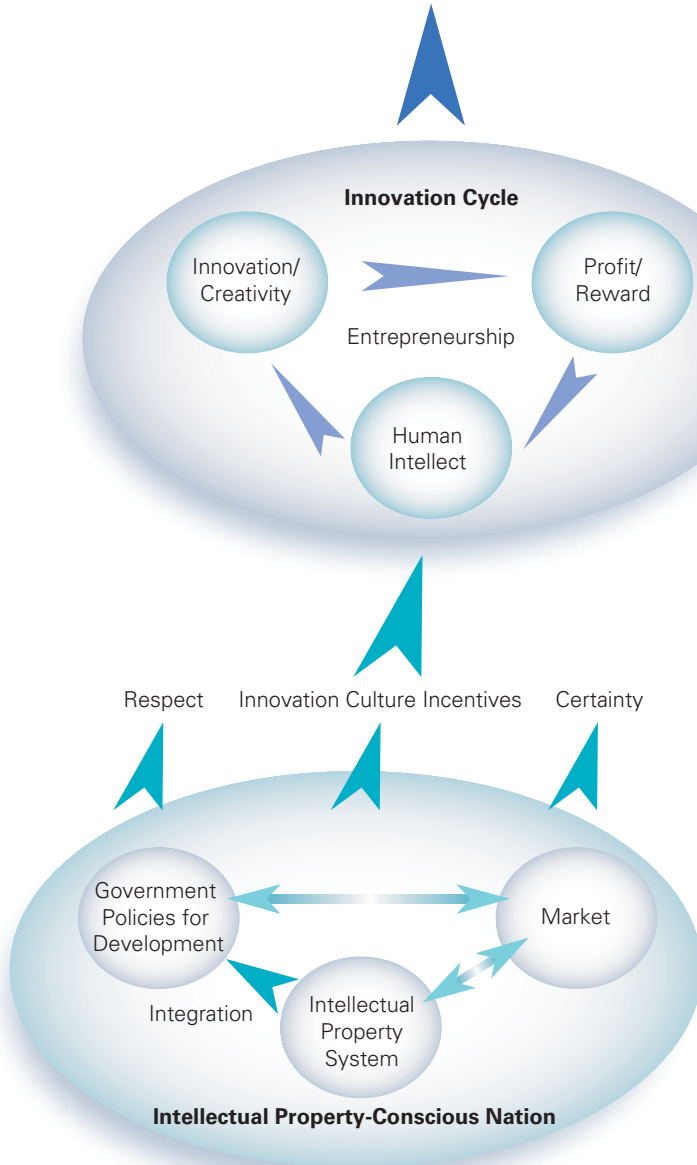 Innovation Cycle
Innovation/
Creativity
Profit/
Reward
Entrepreneurship
Human
Intellect
Respect
Innovation Culture Incentives
Certainty
Government
Policies for
Development
Market
Integration
Intellectual
Property
System
Intellectual Property-Conscious Nation